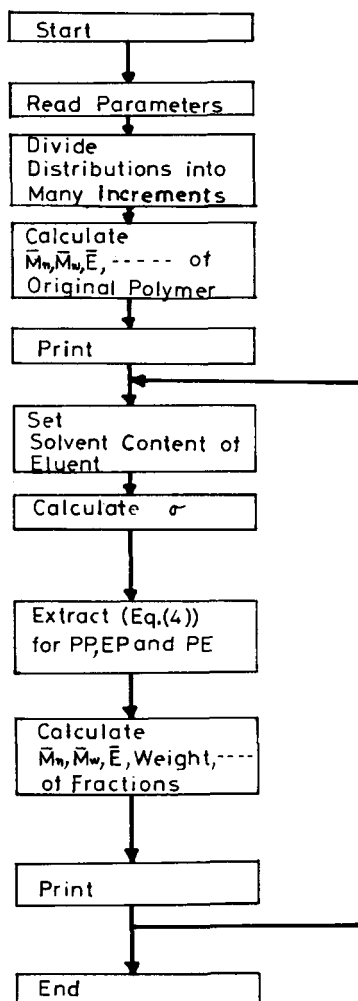 Start
Read Parameters
Divide
Distributions into
Many Increments
Calculate
M̄n, M̄w, Ē, ----- of
Original Polymer
Print
Set
Solvent Content of
Eluent
Calculate σ
Extract (Eq.(4))
for PP, EP and PE
Calculate
M̄n, M̄w, Ē, Weight, ----
of Fractions
Print
End